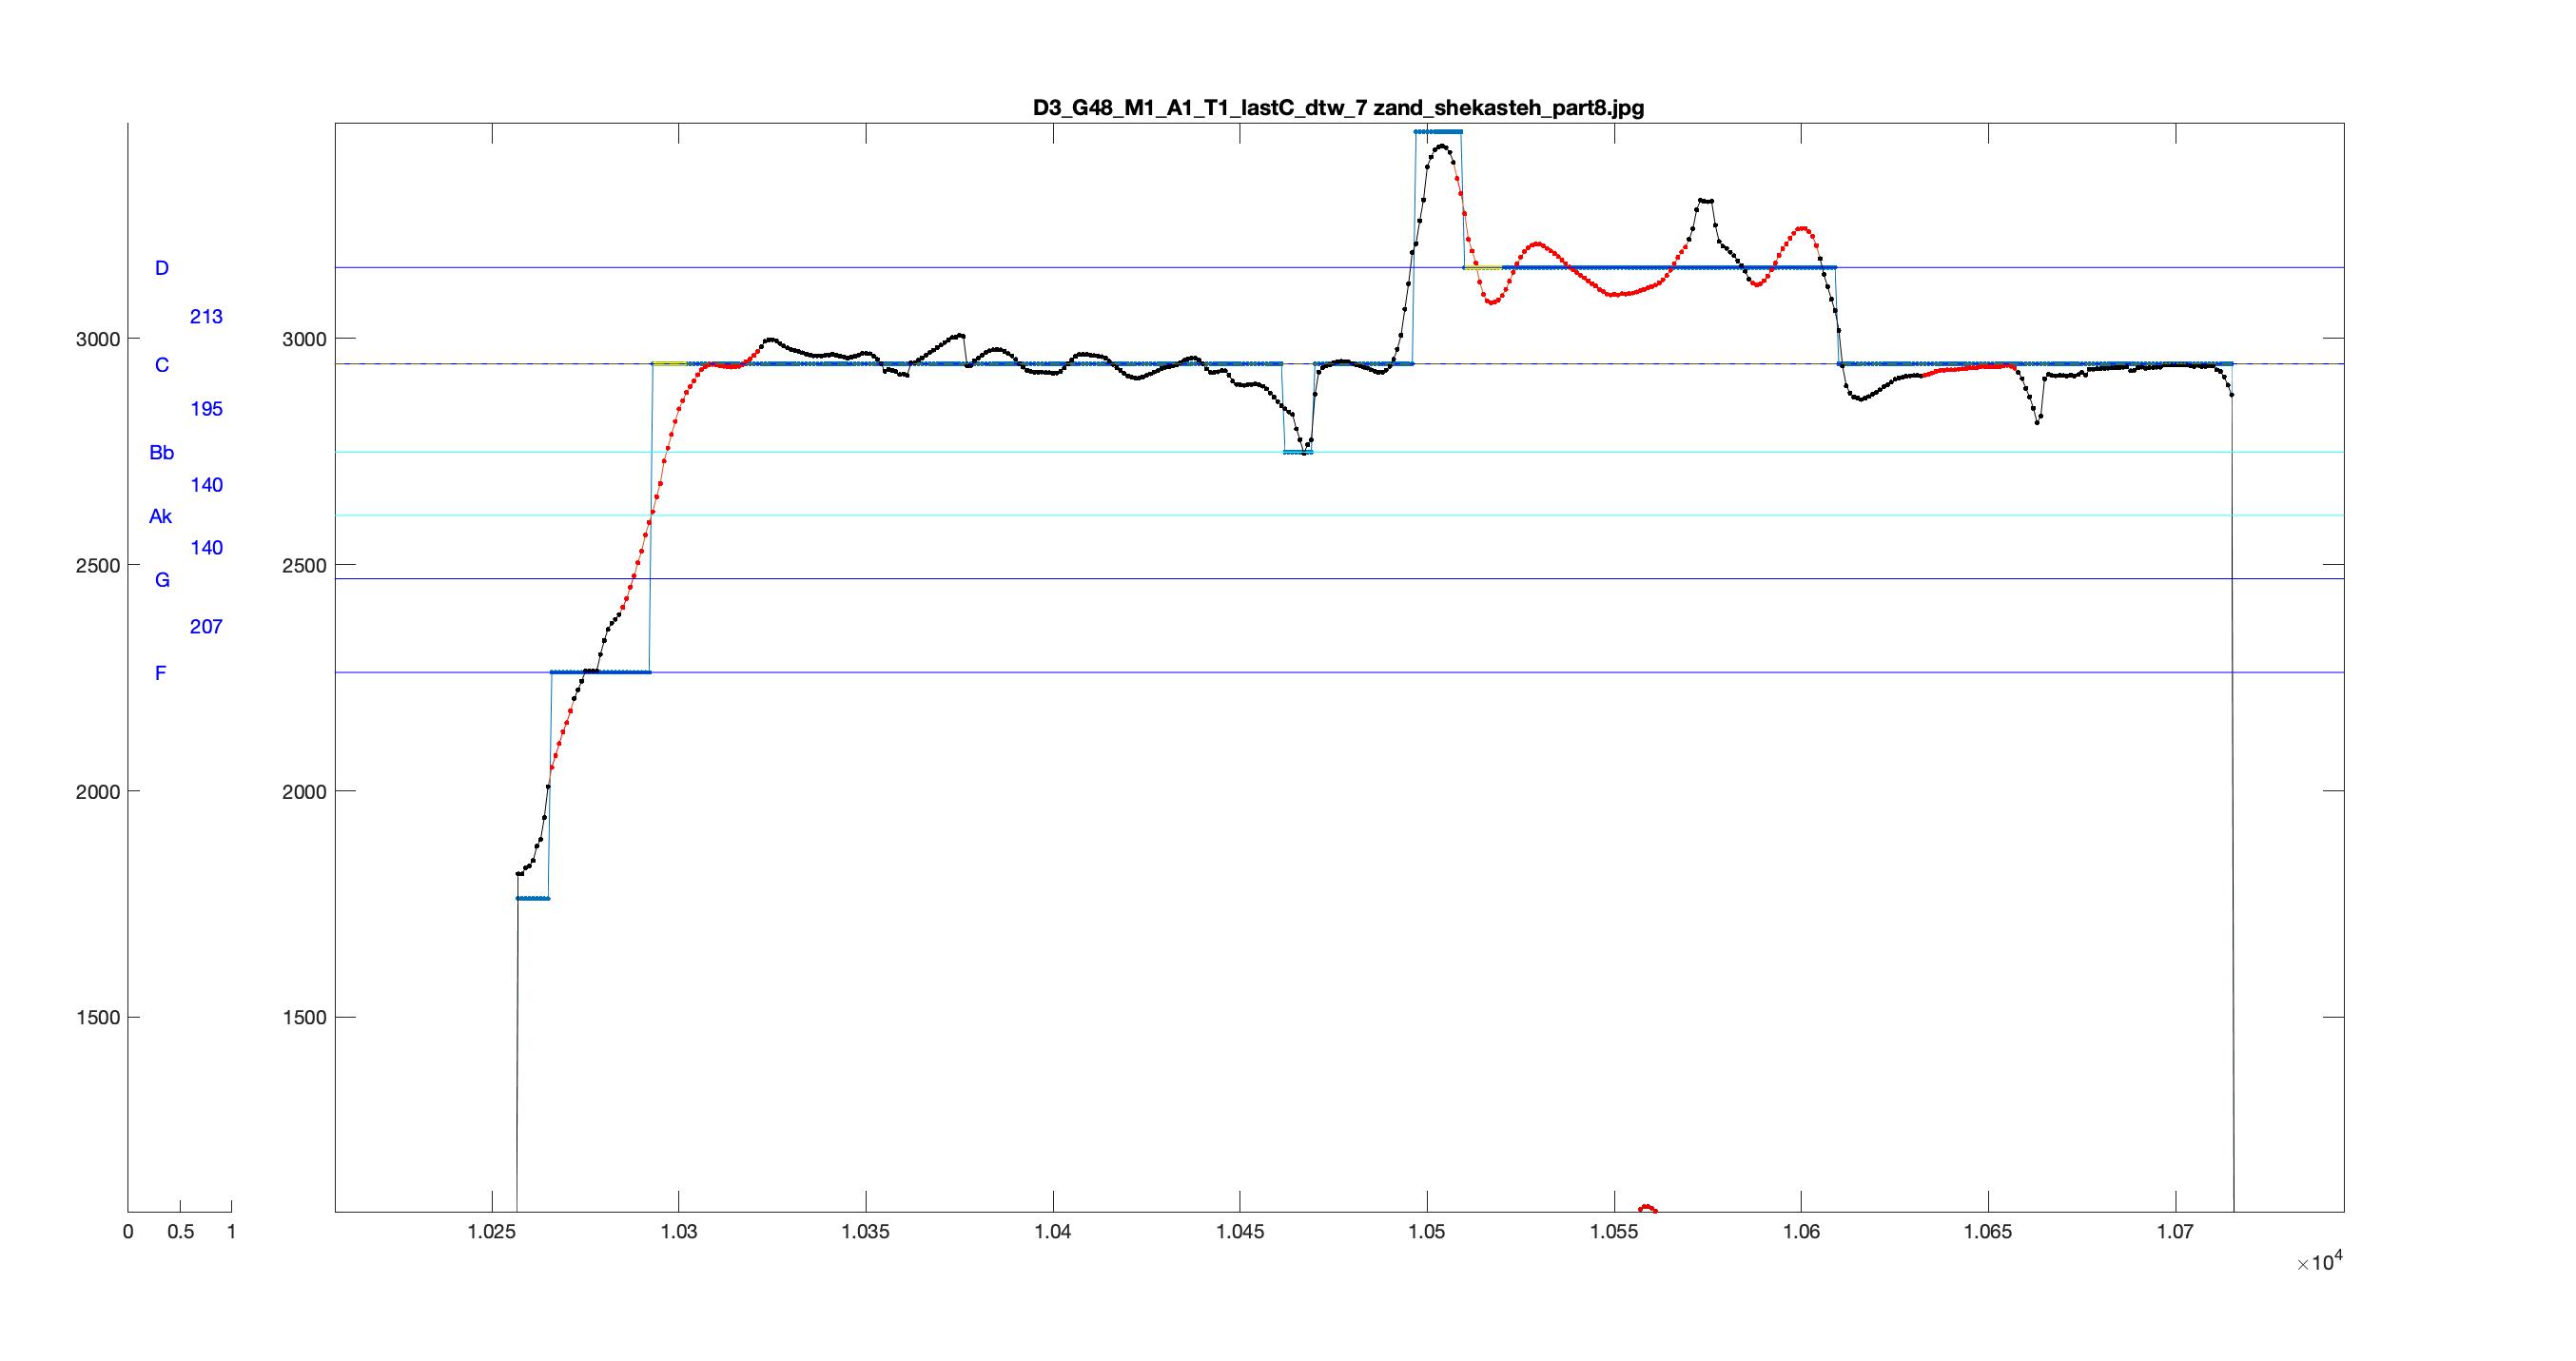 D3_G48_M1_A1_T1_lastC_dtw_7 zand_shekasteh_part8.jpg
D
213
3000
3000
C
195
Bb
140
Ak
140
2500
2500
G
207
F
2000
2000
1500
1500
0 0.5 1
1.025 1.03 1.035 1.04 1.045 1.05 1.055 1.06 1.065 1.07
×10^4